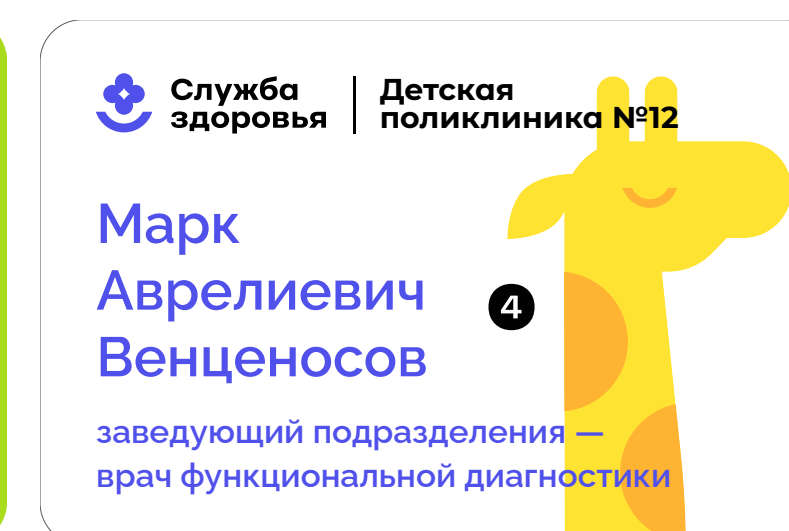 Служба
здоровья
Детская
поликлиника №12
Марк
Аврелиевич
Венценосов
4
заведующий подразделения —
врач функциональной диагностики